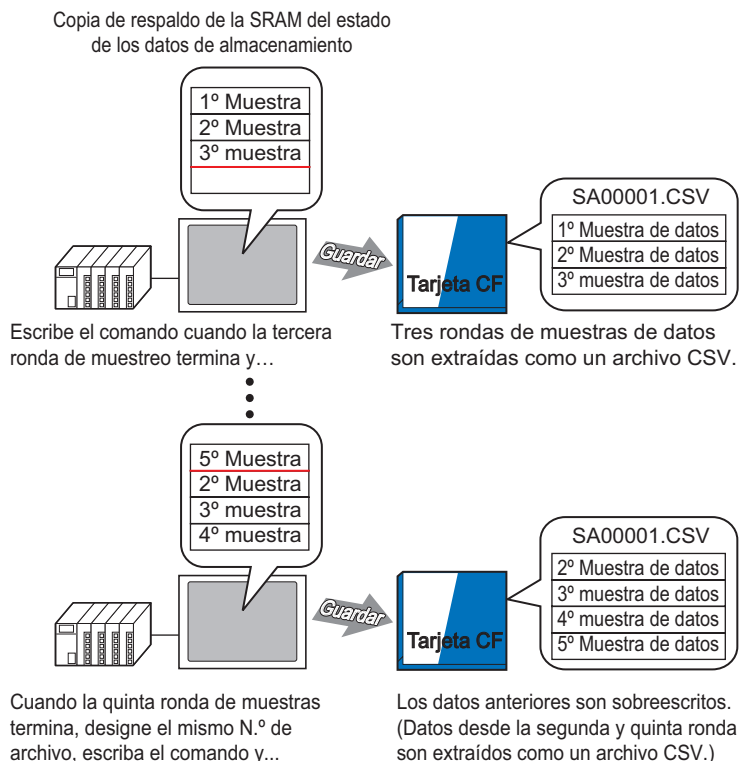 Copia de respaldo de la SRAM del estado
de los datos de almacenamiento
1º Muestra
2º Muestra
3º muestra
Guardar
Tarjeta CF
SA00001.CSV
1º Muestra de datos
2º Muestra de datos
3º muestra de datos
Escribe el comando cuando la tercera
ronda de muestreo termina y…
Tres rondas de muestras de datos
son extraídas como un archivo CSV.
5º Muestra
2º Muestra
3º muestra
4º muestra
Guardar
Tarjeta CF
SA00001.CSV
2º Muestra de datos
3º muestra de datos
4º muestra de datos
5º Muestra de datos
Cuando la quinta ronda de muestras
termina, designe el mismo N.º de
archivo, escriba el comando y...
Los datos anteriores son sobreescritos.
(Datos desde la segunda y quinta ronda
son extraídos como un archivo CSV.)